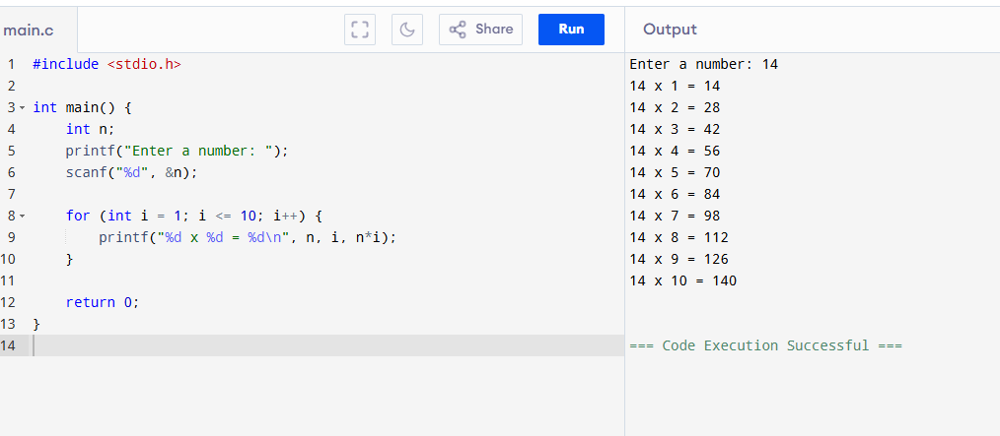 main.c
Share
Run
Output
1 #include <stdio.h>
2
3 int main() {
4     int n;
5     printf("Enter a number: ");
6     scanf("%d", &n);
7
8     for (int i = 1; i <= 10; i++) {
9         printf("%d x %d = %d\n", n, i, n*i);
10     }
11
12     return 0;
13 }
14
Enter a number: 14
14 x 1 = 14
14 x 2 = 28
14 x 3 = 42
14 x 4 = 56
14 x 5 = 70
14 x 6 = 84
14 x 7 = 98
14 x 8 = 112
14 x 9 = 126
14 x 10 = 140
=== Code Execution Successful ===